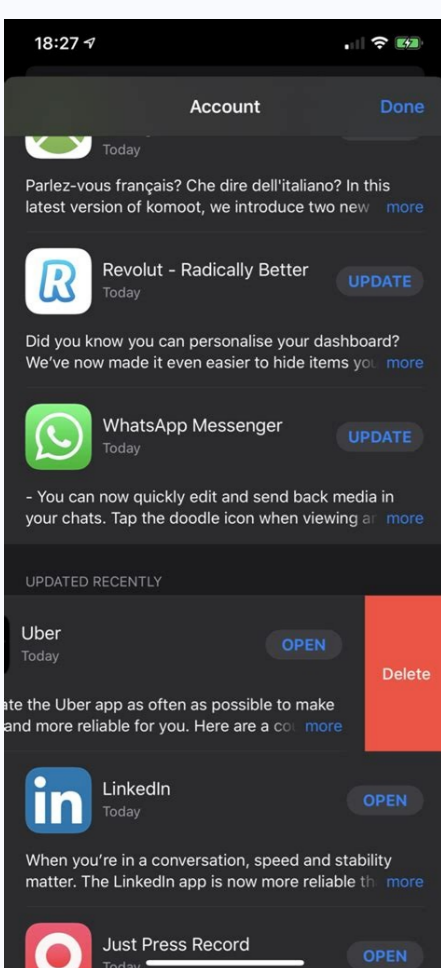 18:27
Account
Done
Today
Parlez-vous français? Che dire dell'italiano? In this
latest version of komoot, we introduce two new more
R
Revolut - Radically Better
UPDATE
Today
Did you know you can personalise your dashboard?
We've now made it even easier to hide items you more
WhatsApp Messenger
UPDATE
Today
- You can now quickly edit and send back media in
your chats. Tap the doodle icon when viewing more
UPDATED RECENTLY
Uber
OPEN
Today
Delete
the Uber app as often as possible to make
and more reliable for you. Here are a more
in
LinkedIn
OPEN
Today
When you're in a conversation, speed and stability
matter. The LinkedIn app is now more reliable more
Just Press Record
OPEN
Today